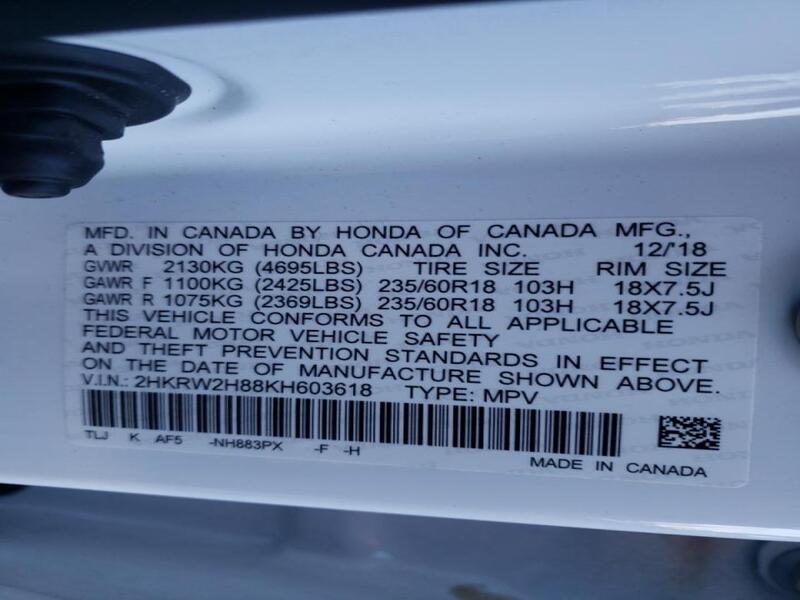 MFD. IN CANADA BY HONDA OF CANADA MFG.,
A DIVISION OF HONDA CANADA INC. 12/'18
GVWR 2130KG (4695LBS) TIRE SIZE RIM SIZE
GAWR F 1100KG (2425LBS) 235/60R18 103H 18X7.5J
GAWR R 1075KG (2369LBS) 235/60R18 103H 18X7.5J
THIS VEHICLE CONFORMS TO ALL APPLICABLE
FEDERAL MOTOR VEHICLE SAFETY
AND THEFT PREVENTION STANDARDS IN EFFECT
ON THE DATE OF MANUFACTURE SHOWN ABOVE.
V.I.N.: 2HKRW2H88KH603618 TYPE: MPV
TLJ K AF5 -NH883PX -F -H
MADE IN CANADA